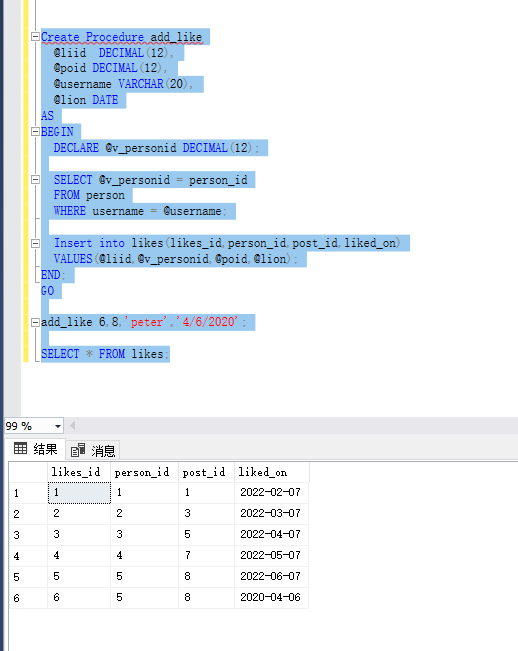 Create Procedure add_like
@liid DECIMAL(12),
@poid DECIMAL(12),
@username VARCHAR(20),
@lion DATE
AS
BEGIN
DECLARE @v_personid DECIMAL(12);
SELECT @v_personid = person_id
FROM person
WHERE username = @username;
Insert into likes(likes_id,person_id,post_id,liked_on)
VALUES(@liid,@v_personid,@poid,@lion);
END;
GO
add_like 6,8,'peter','4/6/2020';
SELECT * FROM likes;
99 %
结果 消息
likes_id person_id post_id liked_on
1 1 1 1 2022-02-07
2 2 2 3 2022-03-07
3 3 3 5 2022-04-07
4 4 4 7 2022-05-07
5 5 5 8 2022-06-07
6 6 5 8 2020-04-06